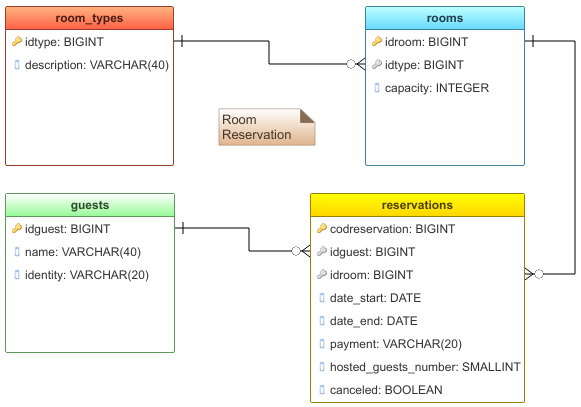 room_types
idtype: BIGINT
description: VARCHAR(40)
rooms
idroom: BIGINT
idtype: BIGINT
capacity: INTEGER
Room
Reservation
guests
idguest: BIGINT
name: VARCHAR(40)
identity: VARCHAR(20)
reservations
codreservation: BIGINT
idguest: BIGINT
idroom: BIGINT
date_start: DATE
date_end: DATE
payment: VARCHAR(20)
hosted_guests_number: SMALLINT
canceled: BOOLEAN